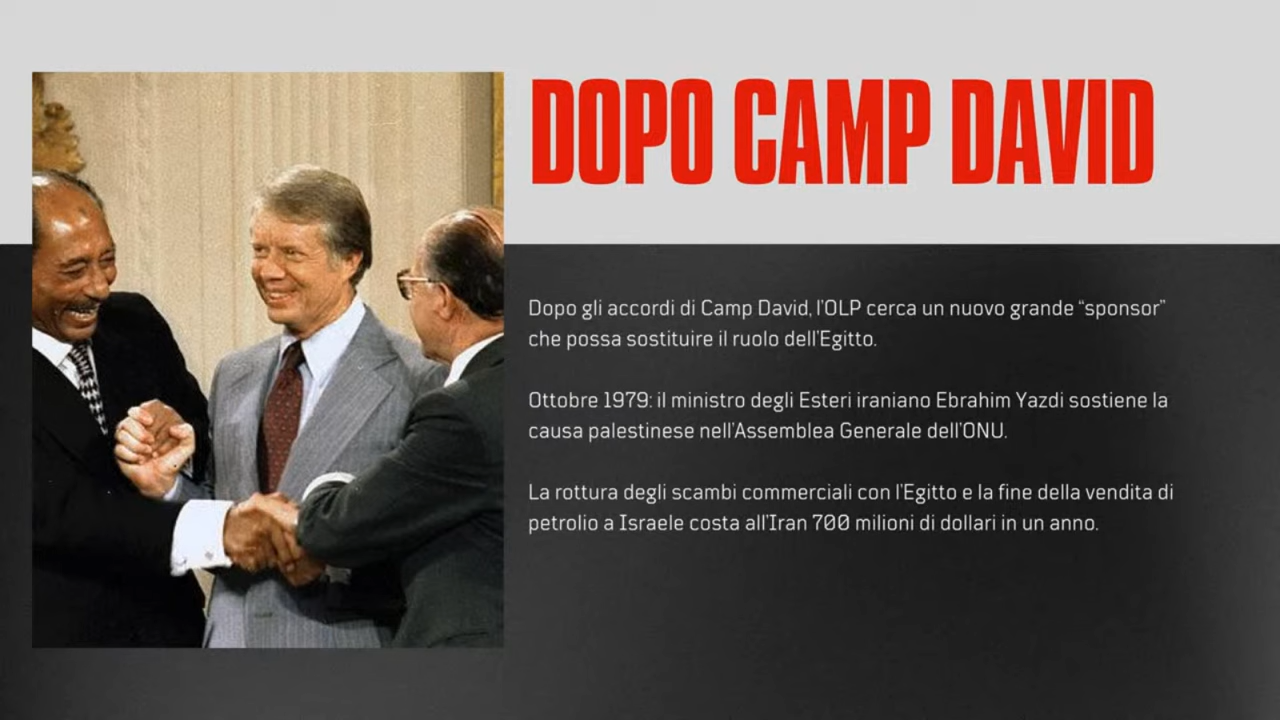 DOPO CAMP DAVID
Dopo gli accordi di Camp David, l'OLP cerca un nuovo grande “sponsor”
che possa sostituire il ruolo dell'Egitto.
Ottobre 1979: il ministro degli Esteri iraniano Ebrahim Yazdi sostiene la
causa palestinese nell'Assemblea Generale dell'ONU.
La rottura degli scambi commerciali con l'Egitto e la fine della vendita di
petrolio a Israele costa all'Iran 700 milioni di dollari in un anno.